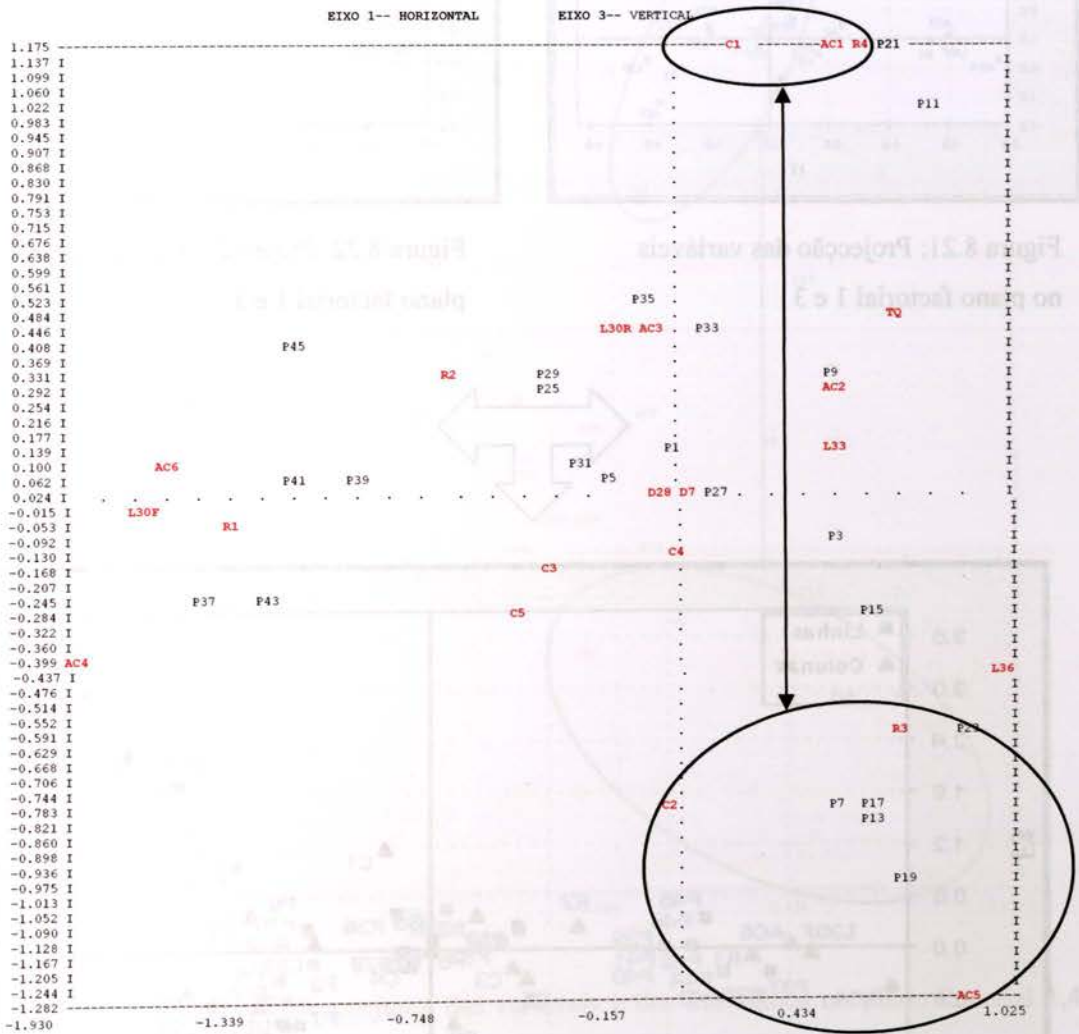 EIXO 1-- HORIZONTAL EIXO 3-- VERTICAL
1.175 C1 AC1 R4 P21
1.137 I I
1.099 I I
1.060 I I
1.022 I P11 I
0.983 I I
0.945 I I
0.907 I I
0.868 I I
0.830 I I
0.791 I I
0.753 I I
0.715 I I
0.676 I I
0.638 I I
0.599 I I
0.561 I I
0.523 I P35 I
0.484 I TQ I
0.446 I L30R AC3 P33 I
0.408 I P45 I
0.369 I I
0.331 I R2 P29 P9 I
0.292 I P25 AC2 I
0.254 I I
0.216 I I
0.177 I I
0.139 I P1 L33 I
0.100 I AC6 P31 I
0.062 I P41 P39 P5 I
0.024 I D28 D7 P27 I
-0.015 I L30F I
-0.053 I R1 I
-0.092 I P3 I
-0.130 I C4 I
-0.168 I C3 I
-0.207 I I
-0.245 I P37 P43 I
-0.284 I C5 P15 I
-0.322 I I
-0.360 I I
-0.399 AC4 L36
-0.437 I I
-0.476 I I
-0.514 I I
-0.552 I I
-0.591 I R3 I
-0.629 I I
-0.668 I I
-0.706 I I
-0.744 I P7 P17 I
-0.783 I C2 P13 I
-0.821 I I
-0.860 I I
-0.898 I I
-0.936 I P19 I
-0.975 I I
-1.013 I I
-1.052 I I
-1.090 I I
-1.128 I I
-1.167 I I
-1.205 I I
-1.244 I I
-1.282 AC5
-1.930 -1.339 -0.748 -0.157 0.434 1.025
Figura 8.21: Projecção das variáveis
no plano factorial 1 e 3
plano factorial 1 e 3
Linhas
Colunas